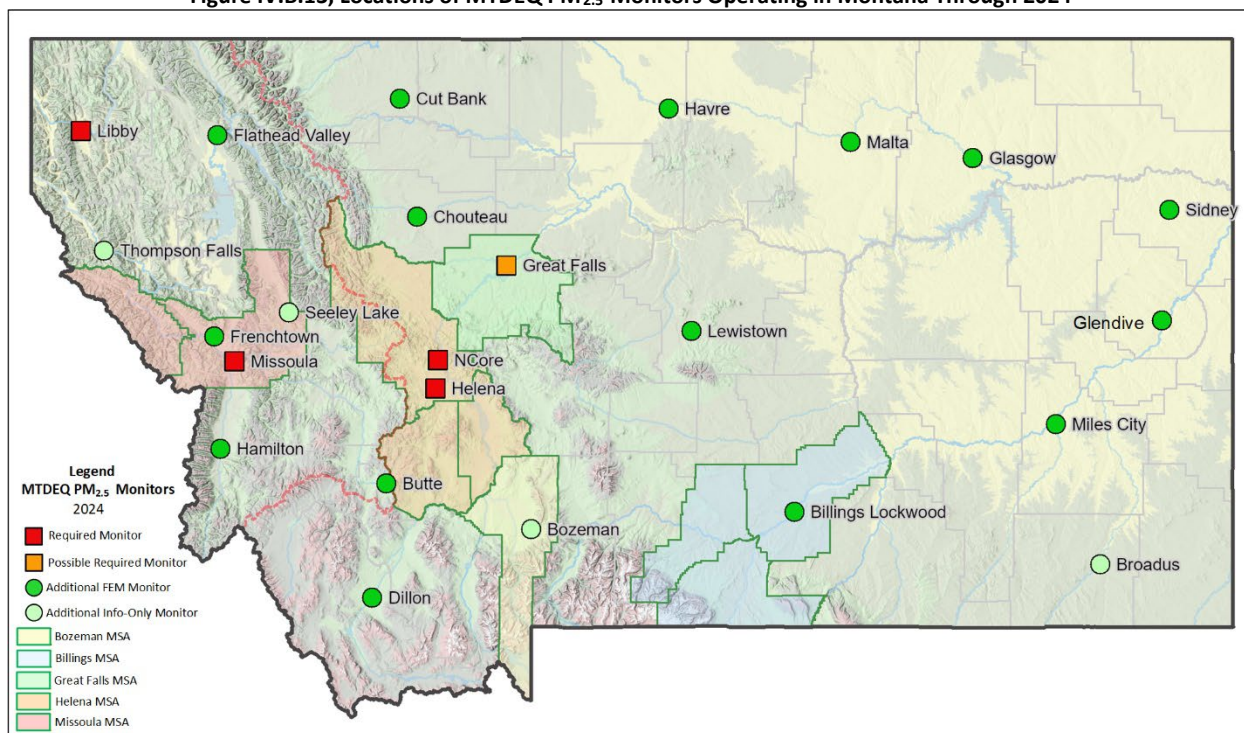 Figure IV.B.13, Locations of MTDEQ PM2.5 Monitors Operating in Montana Through 2024
Cut Bank
Havre
Libby
Flathead Valley
Malta
Glasgow
Chouteau
Sidney
Thompson Falls
Great Falls
Seeley Lake
Glendive
Frenchtown
Lewistown
Missoula
NCore
Helena
Miles City
Hamilton
Butte
Billings Lockwood
Bozeman
Broadus
Dillon
Legend
MTDEQ PM2.5 Monitors
2024
Required Monitor
Possible Required Monitor
Additional FEM Monitor
Additional Info-Only Monitor
Bozeman MSA
Billings MSA
Great Falls MSA
Helena MSA
Missoula MSA